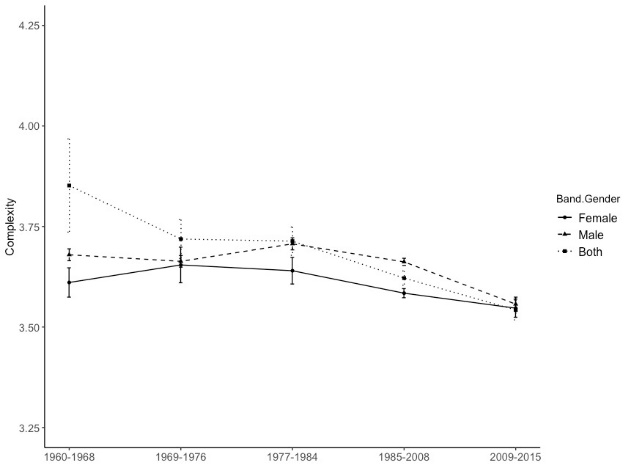 4.25
4.00
3.75
3.50
3.25
Complexity
1960-1968
1969-1976
1977-1984
1985-2008
2009-2015
Band.Gender
Female
Male
Both